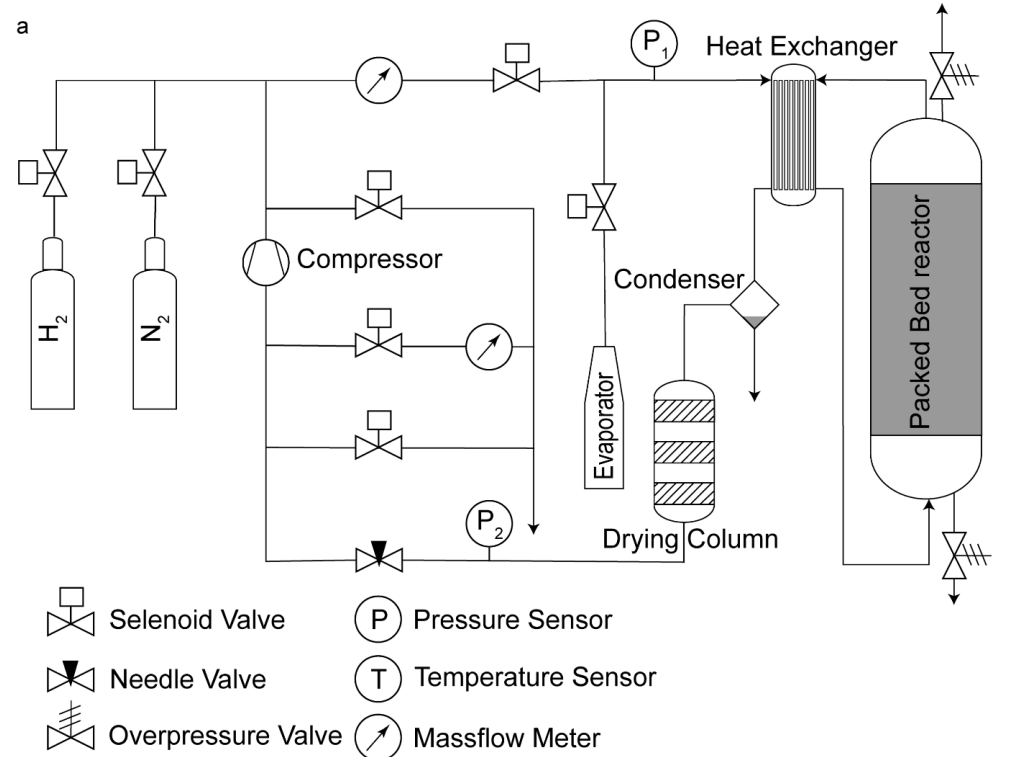 a
P1
Heat Exchanger
Compressor
H2
N2
Condenser
Packed Bed reactor
Evaporator
P2
Drying Column
Selenoid Valve
P Pressure Sensor
Needle Valve
T Temperature Sensor
Overpressure Valve
Massflow Meter